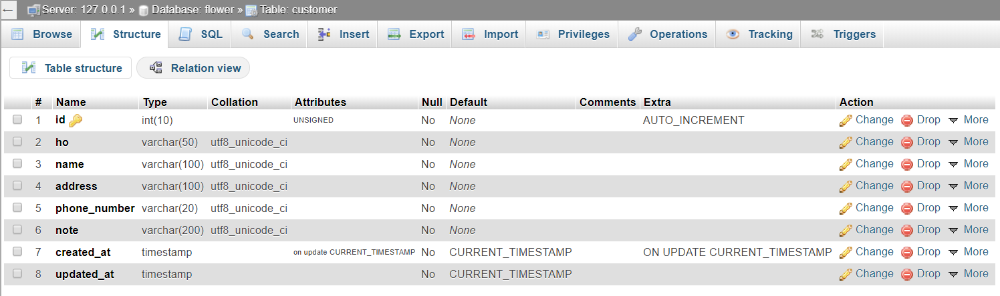 Server: 127.0.0.1 » Database: flower » Table: customer
Browse Structure SQL Search Insert Export Import Privileges Operations Tracking Triggers
Table structure Relation view
# Name Type Collation Attributes Null Default Comments Extra Action
1 id int(10) UNSIGNED No None AUTO_INCREMENT Change Drop More
2 ho varchar(50) utf8_unicode_ci No None Change Drop More
3 name varchar(100) utf8_unicode_ci No None Change Drop More
4 address varchar(100) utf8_unicode_ci No None Change Drop More
5 phone_number varchar(20) utf8_unicode_ci No None Change Drop More
6 note varchar(200) utf8_unicode_ci No None Change Drop More
7 created_at timestamp on update CURRENT_TIMESTAMP No CURRENT_TIMESTAMP ON UPDATE CURRENT_TIMESTAMP Change Drop More
8 updated_at timestamp No CURRENT_TIMESTAMP Change Drop More